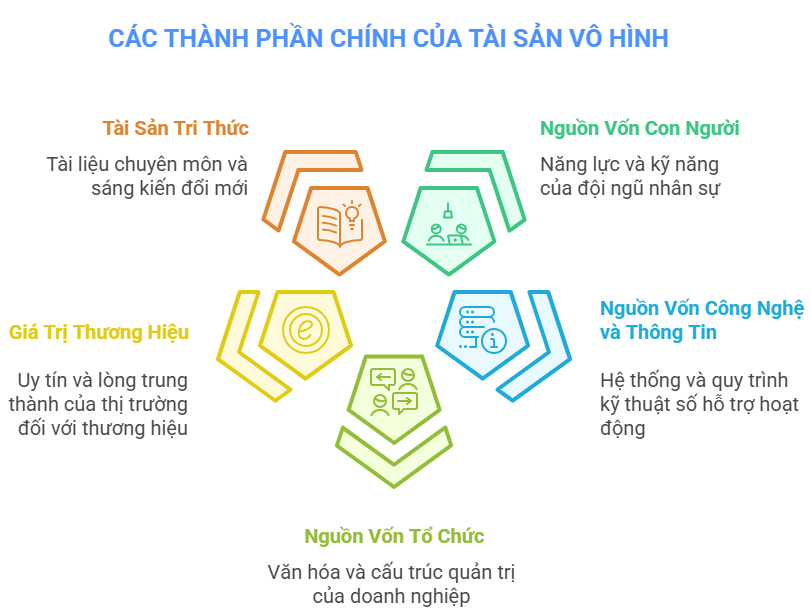 CÁC THÀNH PHẦN CHÍNH CỦA TÀI SẢN VÔ HÌNH
Tài Sản Tri Thức
Tài liệu chuyên môn và
sáng kiến đổi mới
Nguồn Vốn Con Người
Năng lực và kỹ năng
của đội ngũ nhân sự
Giá Trị Thương Hiệu
Uy tín và lòng trung
thành của thị trường
đối với thương hiệu
Nguồn Vốn Công Nghệ
và Thông Tin
Hệ thống và quy trình
kỹ thuật số hỗ trợ hoạt
động
Nguồn Vốn Tổ Chức
Văn hóa và cấu trúc quản trị
của doanh nghiệp